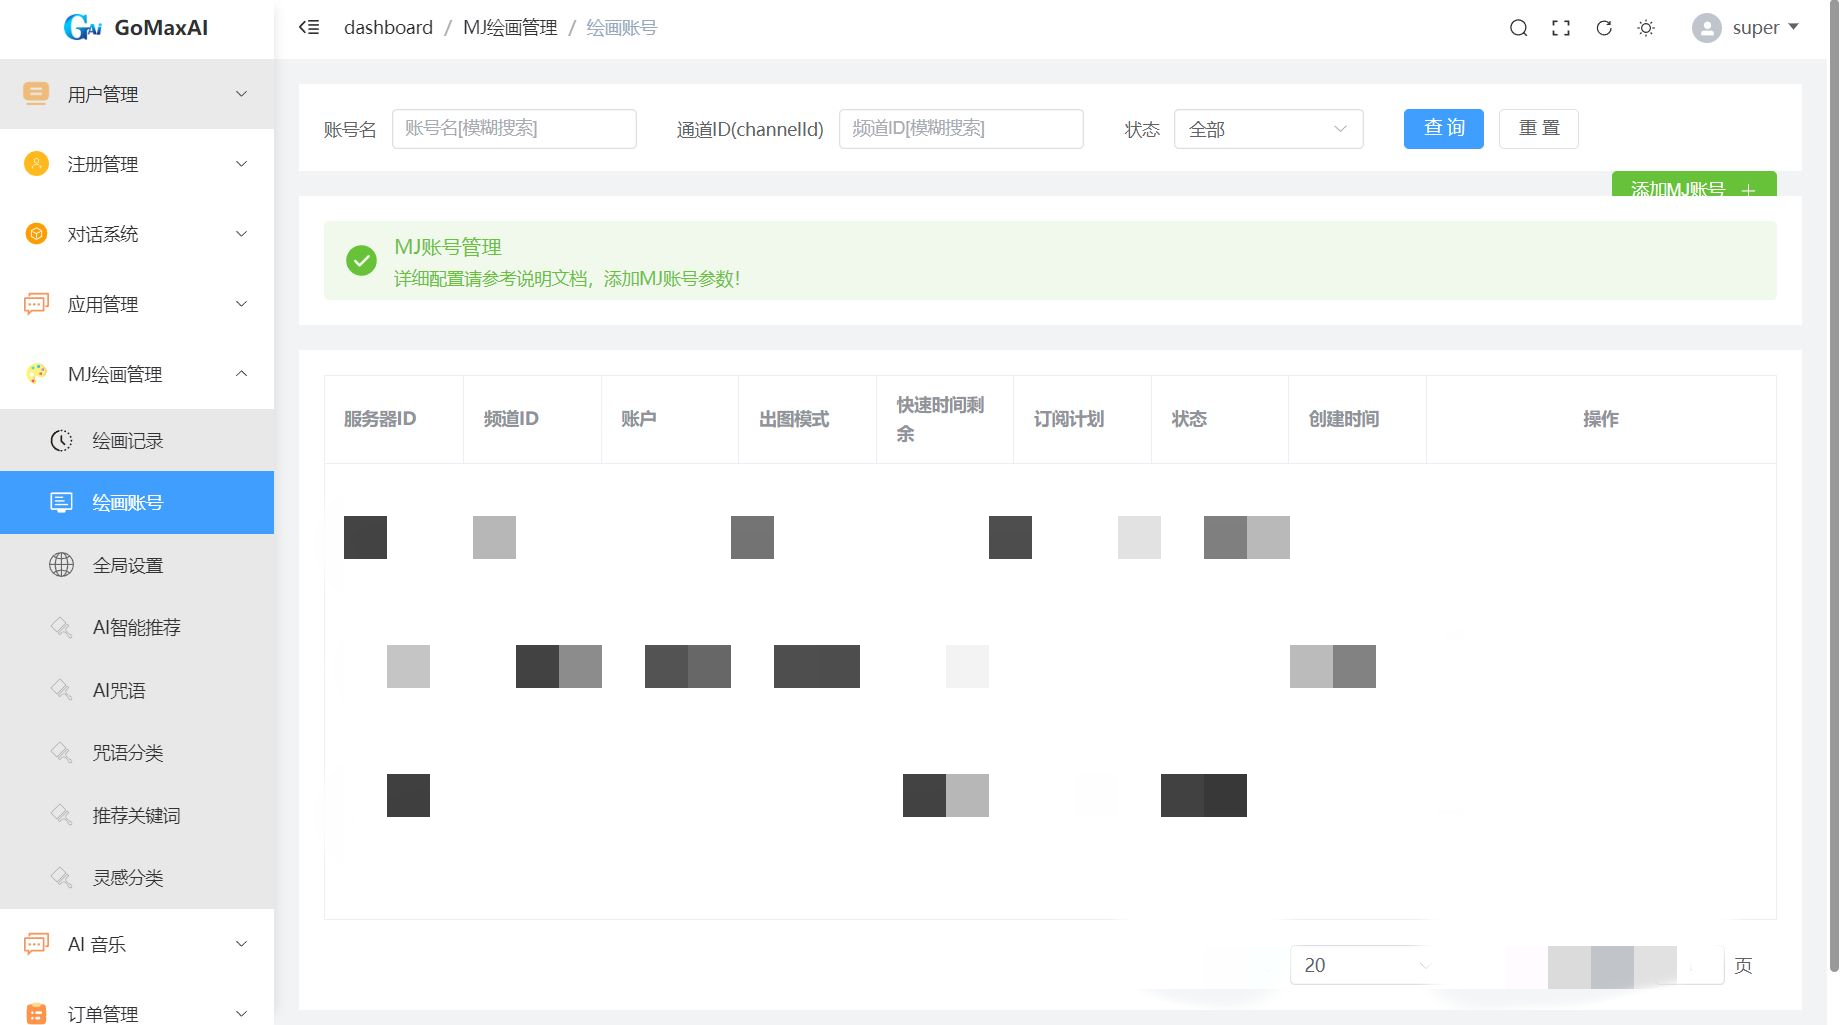 GoMaxAI
dashboard / MJ绘画管理 / 绘画账号
super
用户管理
注册管理
对话系统
应用管理
MJ绘画管理
绘画记录
绘画账号
全局设置
AI智能推荐
AI咒语
咒语分类
推荐关键词
灵感分类
AI 音乐
订单管理
账号名 账号名[模糊搜索] 通道ID(channelId) 频道ID[模糊搜索] 状态 全部 查询 重置
添加MJ账号
MJ账号管理
详细配置请参考说明文档，添加MJ账号参数！
服务器ID 频道ID 账户 出图模式 快速时间剩余 订阅计划 状态 创建时间 操作
20 页